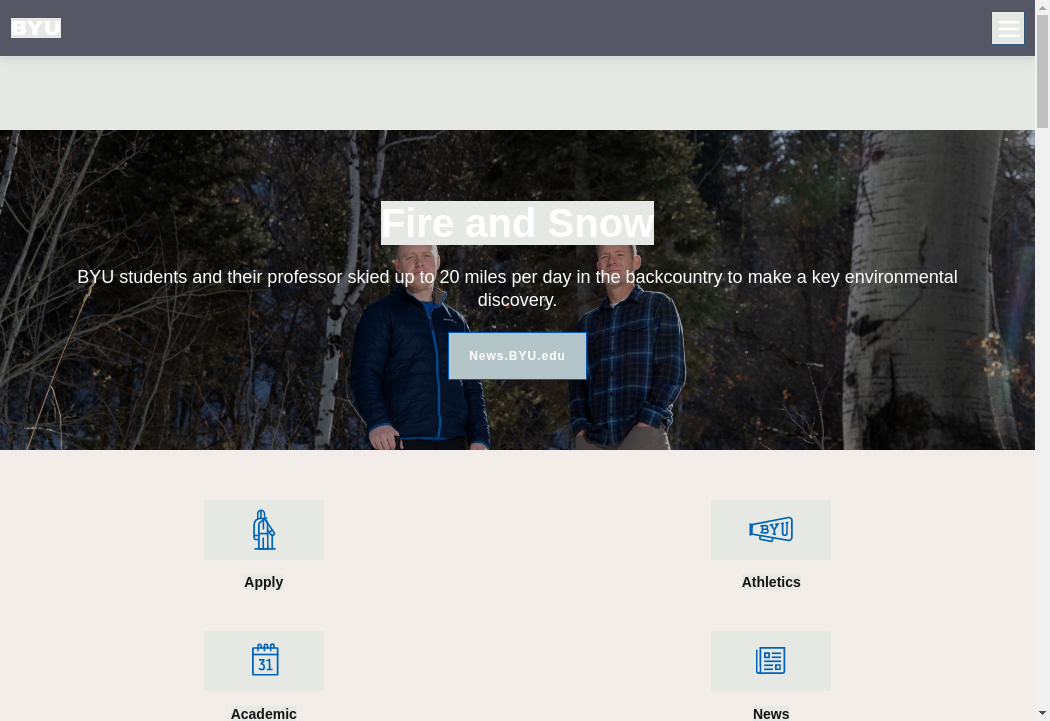 BYU
Fire and Snow
BYU students and their professor skied up to 20 miles per day in the backcountry to make a key environmental
discovery.
News.BYU.edu
BYU
Apply
Athletics
31
Academic
News